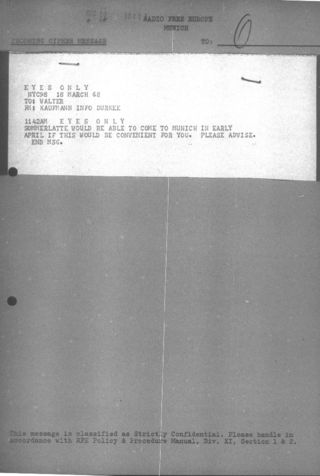 RADIO FREE EUROPE
MUNICH
INCOMING CIPHER MESSAGE
TO:
EYES ONLY
NYC98 18 MARCH 68
TO: WALTER
FM: KAUFMANN INFO DURKEE
1142AM EYES ONLY
SOMMERLATTE WOULD BE ABLE TO COME TO MUNICH IN EARLY
APRIL IF THIS WOULD BE CONVENIENT FOR YOU. PLEASE ADVISE.
END MSG.
This message is classified as Strictly Confidential. Please handle in
accordance with RFE Policy & Procedure Manual, Div. XI, Section 1 & 2.